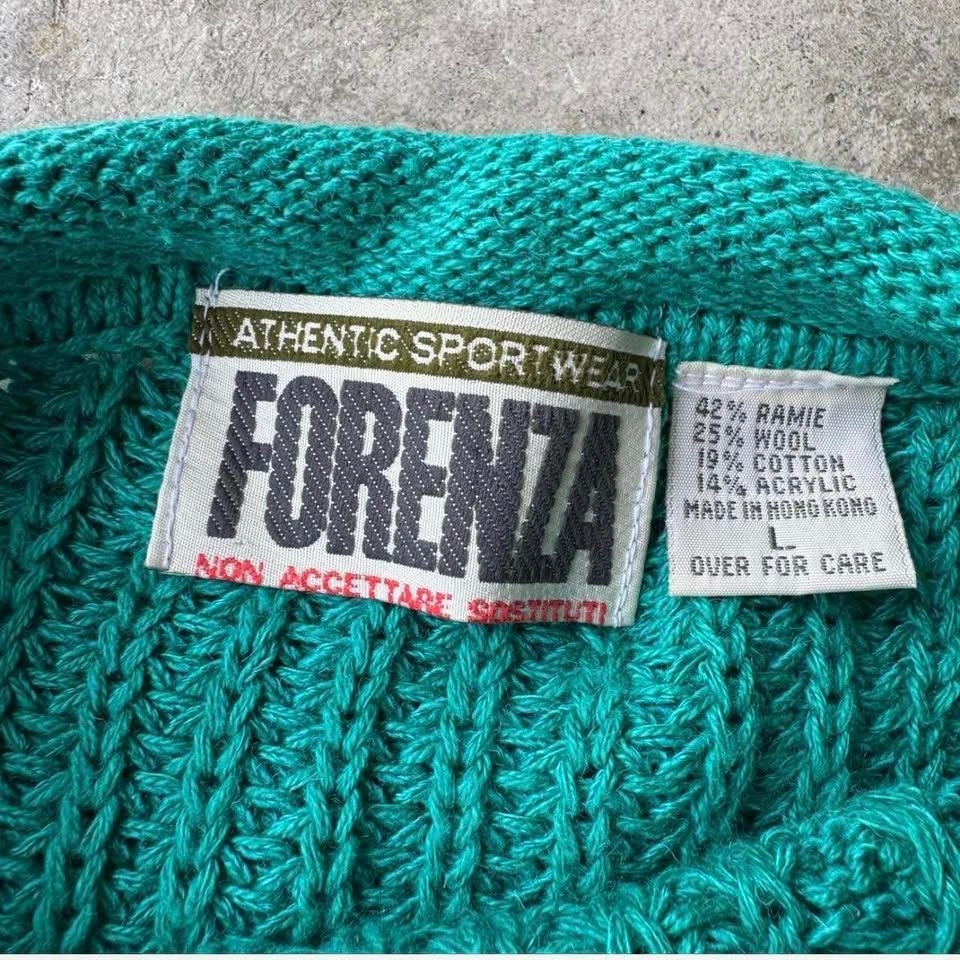 ATHENTIC SPORTWEAR
FORENZA
NON ACCETTARE SOSTITUTI
42% RAMIE
25% WOOL
19% COTTON
14% ACRYLIC
MADE IN HONG KONG
L
OVER FOR CARE